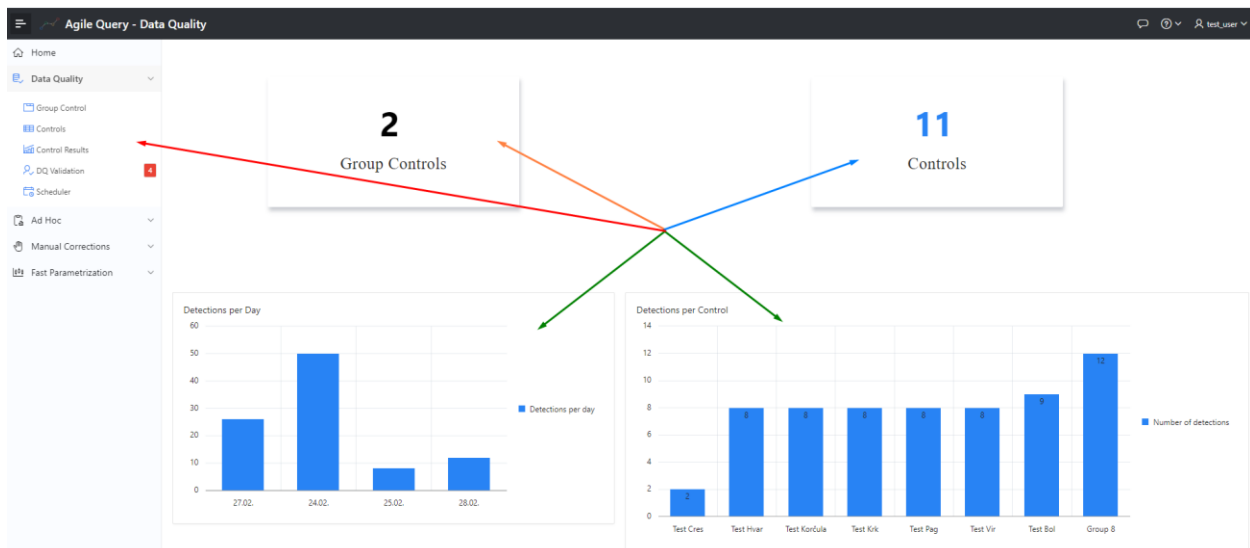 Agile Query - Data Quality
test_user
Home
Data Quality
Group Control
Controls
Control Results
DQ Validation 4
Scheduler
Ad Hoc
Manual Corrections
Fast Parametrization
2
Group Controls
11
Controls
Detections per Day
60
50
40
30
20
10
0
27.02. 24.02. 25.02. 28.02.
Detections per day
Detections per Control
14
12
10
8
6
4
2
0
2 8 8 8 8 8 9 12
Test Cres Test Hvar Test Korčula Test Krk Test Pag Test Vir Test Bol Group 8
Number of detections